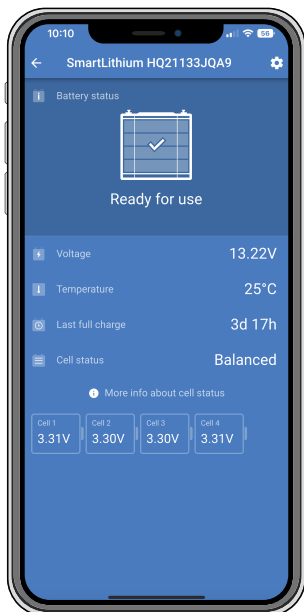 10:10
56
SmartLithium HQ21133JQA9
Battery status
Ready for use
Voltage 13.22V
Temperature 25°C
Last full charge 3d 17h
Cell status Balanced
More info about cell status
Cell 1 Cell 2 Cell 3 Cell 4
3.31V 3.30V 3.30V 3.31V